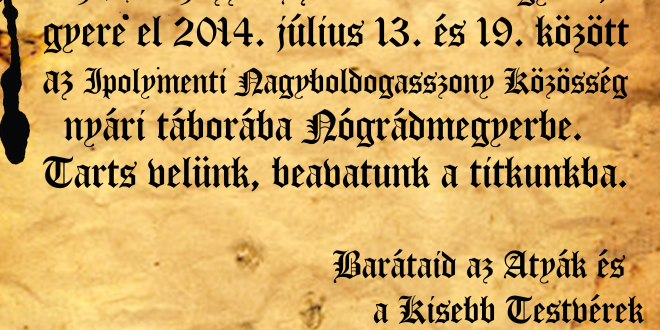 gyere el 2014. július 13. és 19. között
az Ipolymenti Nagyboldogasszony Közösség
nyári táborába Nógrádmegyerbe.
Tarts velünk, beavatunk a titkunkba.
Barátaid az Atyák és
a Kisebb Testvérek